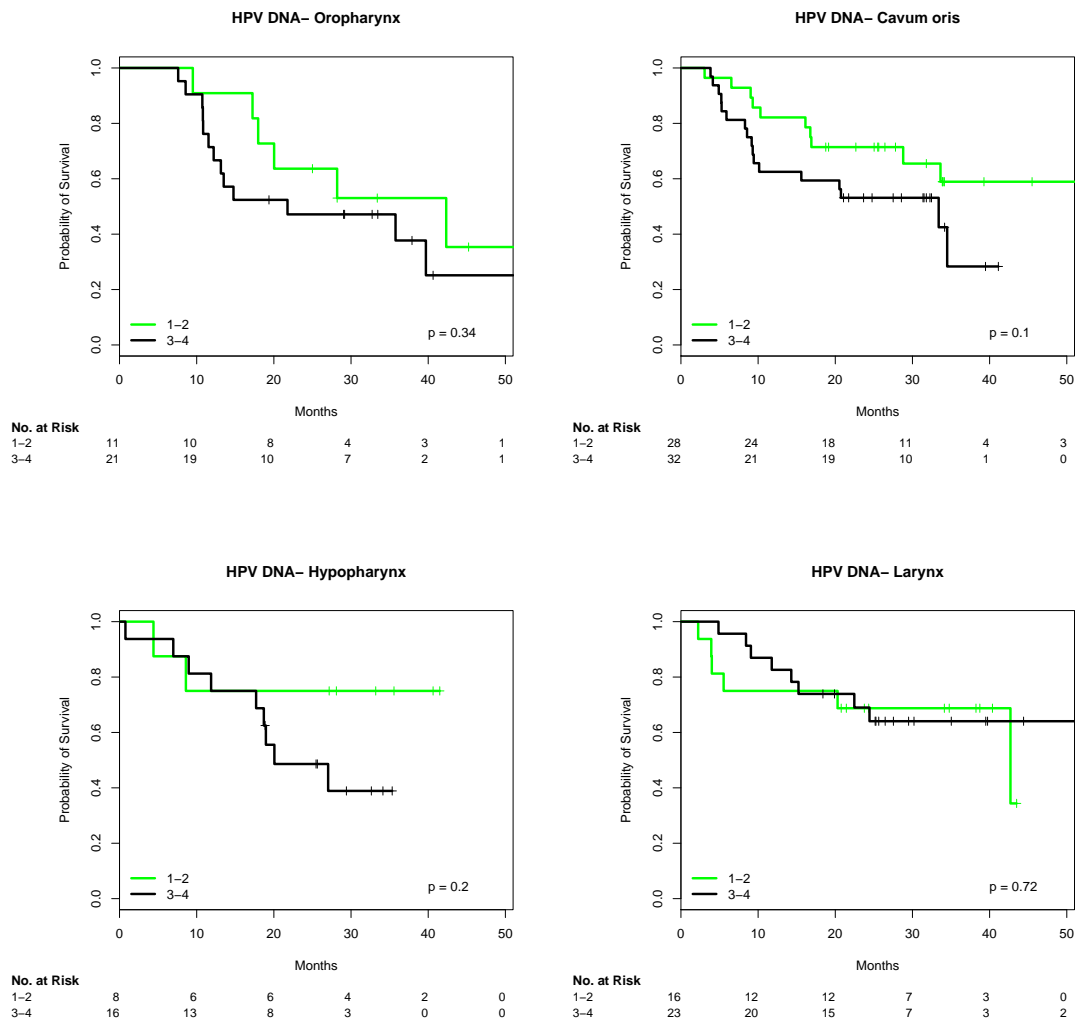 HPV DNA− Oropharynx
Probability of Survival
1.0
0.8
0.6
0.4
0.2
0.0
1−2
3−4
p = 0.34
0 10 20 30 40 50
Months
No. at Risk
1−2 11 10 8 4 3 1
3−4 21 19 10 7 2 1
HPV DNA− Cavum oris
Probability of Survival
1.0
0.8
0.6
0.4
0.2
0.0
1−2
3−4
p = 0.1
0 10 20 30 40 50
Months
No. at Risk
1−2 28 24 18 11 4 3
3−4 32 21 19 10 1 0
HPV DNA− Hypopharynx
Probability of Survival
1.0
0.8
0.6
0.4
0.2
0.0
1−2
3−4
p = 0.2
0 10 20 30 40 50
Months
No. at Risk
1−2 8 6 6 4 2 0
3−4 16 13 8 3 0 0
HPV DNA− Larynx
Probability of Survival
1.0
0.8
0.6
0.4
0.2
0.0
1−2
3−4
p = 0.72
0 10 20 30 40 50
Months
No. at Risk
1−2 16 12 12 7 3 0
3−4 23 20 15 7 3 2